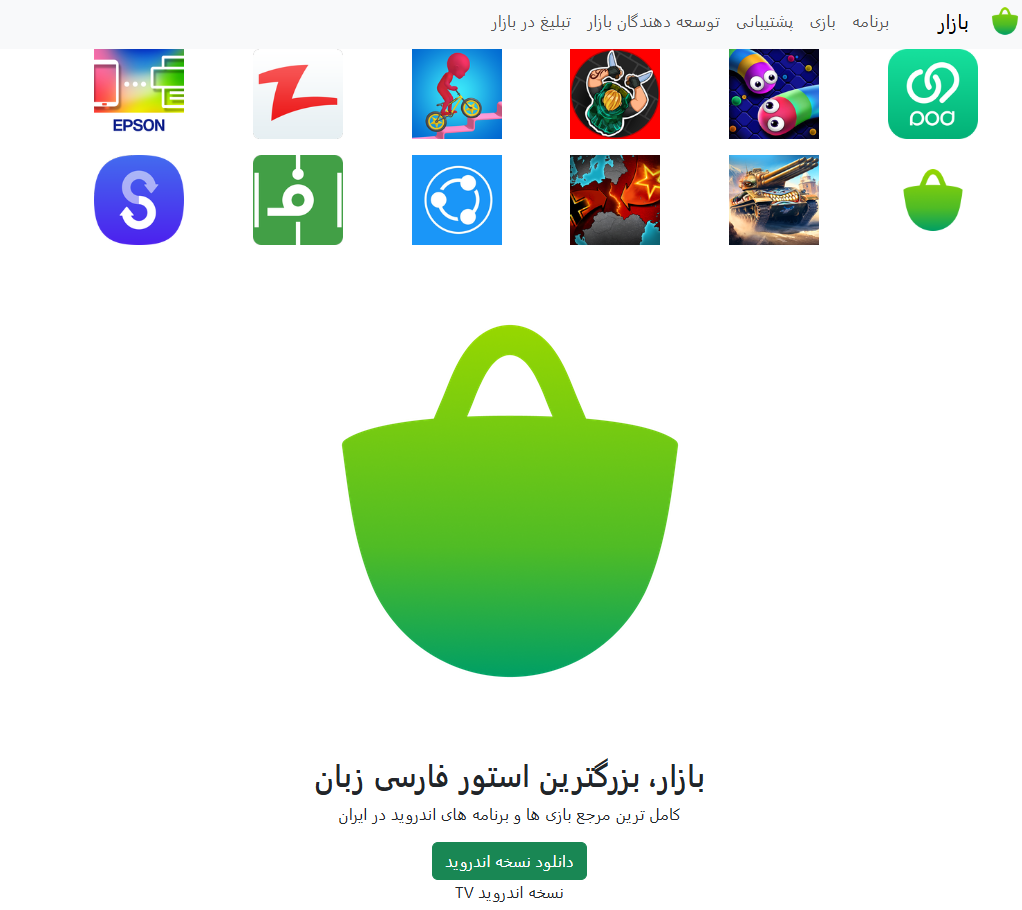 بازار برنامه بازی پشتیبانی توسعه دهندگان بازار تبلیغ در بازار
pod
EPSON
ف
بازار، بزرگترین استور فارسی زبان
کامل ترین مرجع بازی ها و برنامه های اندروید در ایران
دانلود نسخه اندروید
نسخه اندروید TV